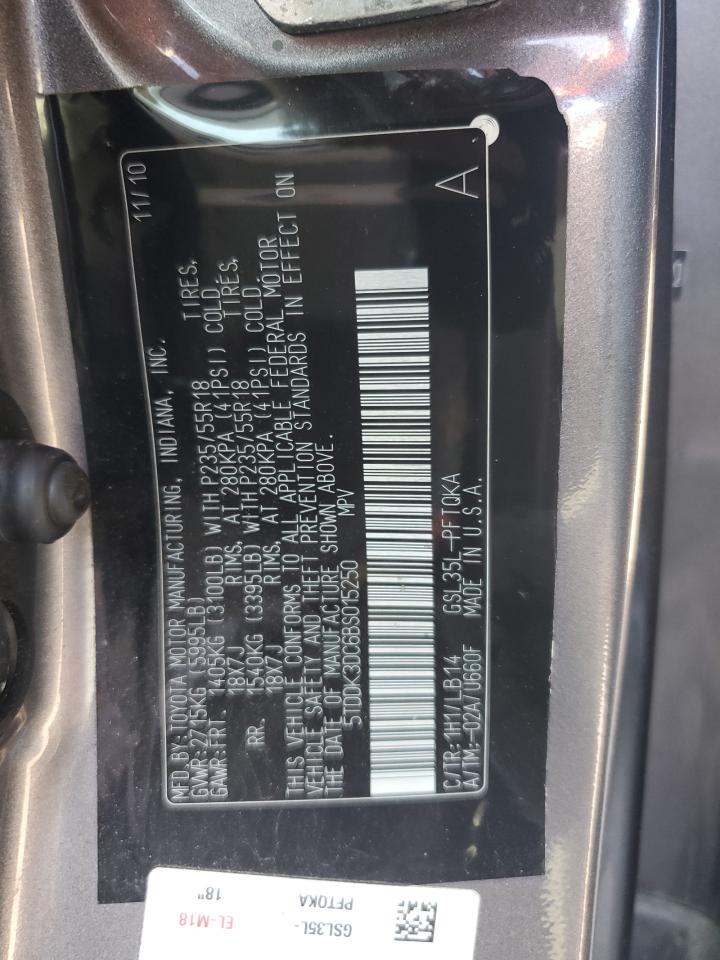 MFD. BY: TOYOTA MOTOR MANUFACTURING, INDIANA, INC. 11/10
GVWR: 2715KG (5995LB)
GAWR: FRT. 1405KG (3100LB) WITH P235/55R18 TIRES,
18X7J RIMS, AT 280KPA (41PSI) COLD.
RR. 1540KG (3395LB) WITH P235/55R18 TIRES,
18X7J RIMS, AT 280KPA (41PSI) COLD.
THIS VEHICLE CONFORMS TO ALL APPLICABLE FEDERAL MOTOR
VEHICLE SAFETY AND THEFT PREVENTION STANDARDS IN EFFECT ON
THE DATE OF MANUFACTURE SHOWN ABOVE.
5TDDK3DC6BS015250 MPV
C/TR: 1H1/LB14 GSL35L-PFTQKA
A/TM: -02A/U660F MADE IN U.S.A.
A
GSL35L-
PFTQKA
EL-M18
18"